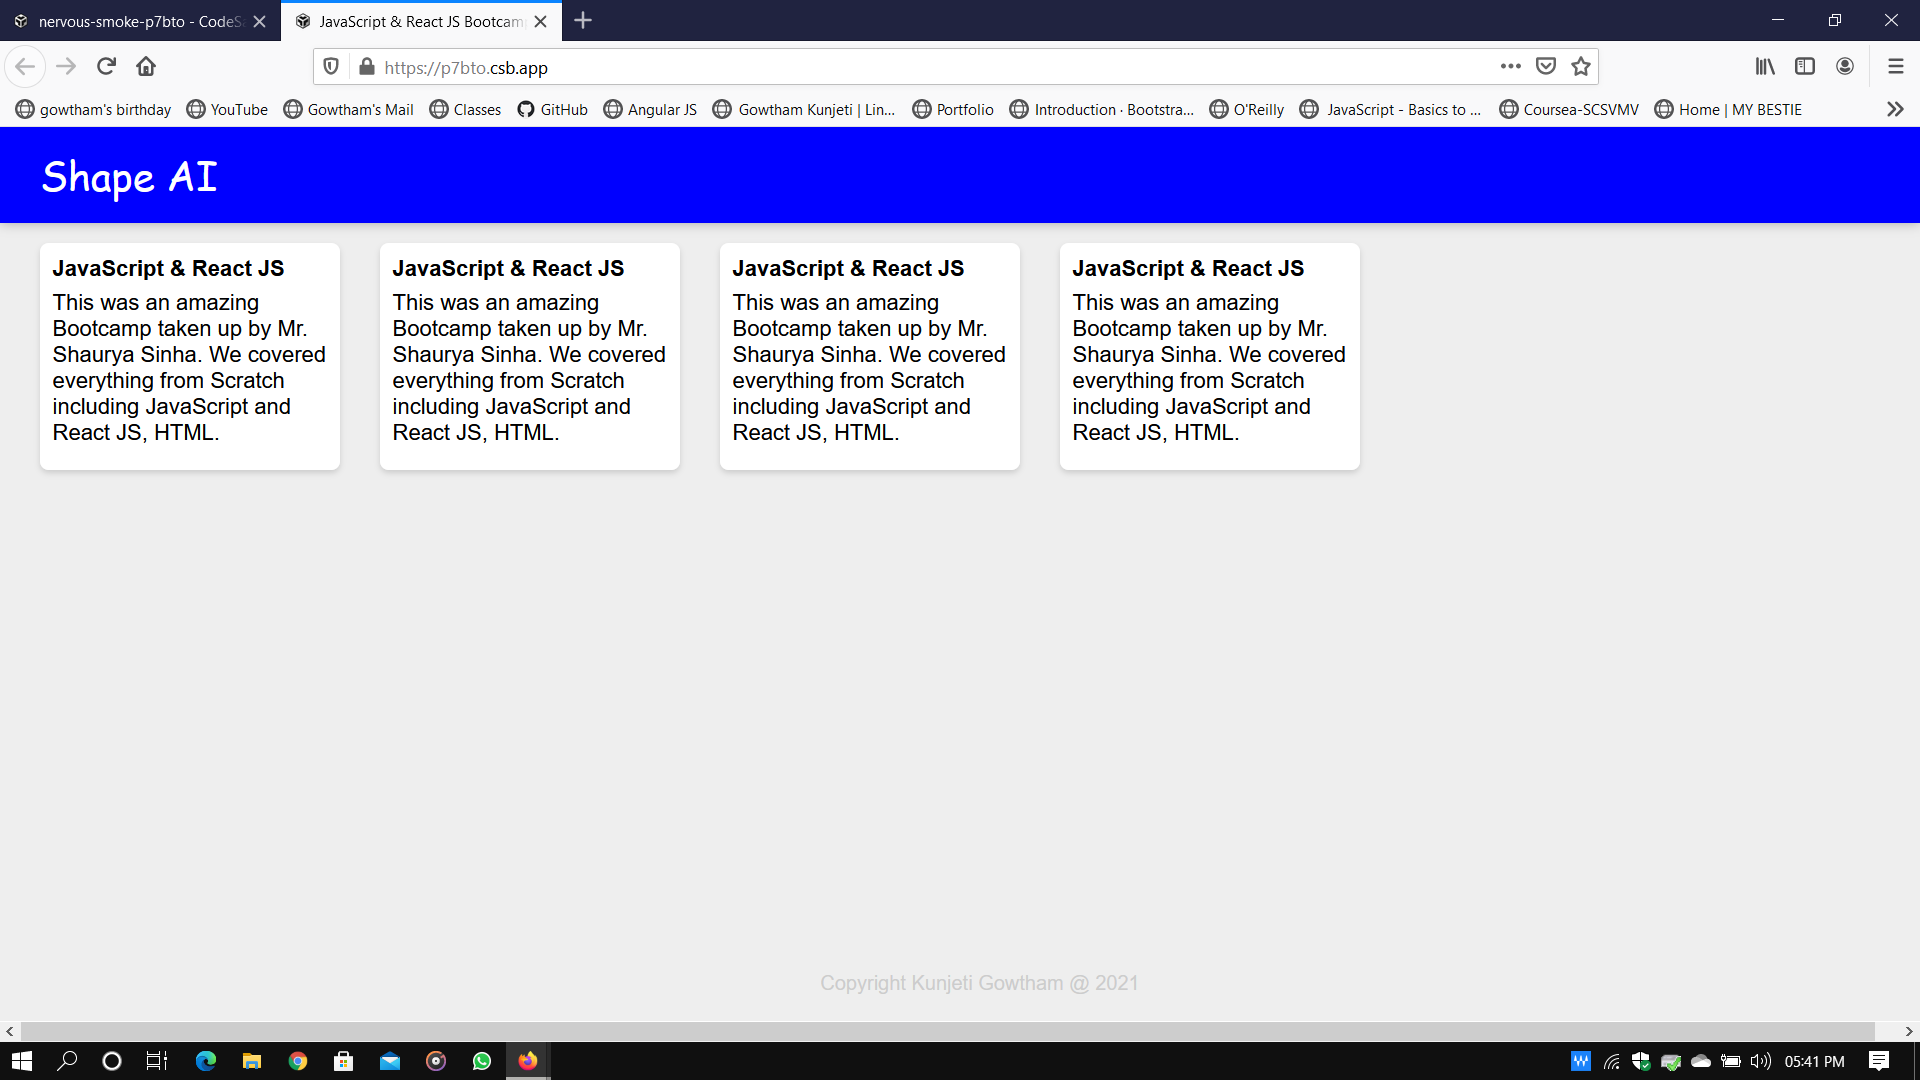 nervous-smoke-p7bto - CodeS
JavaScript & React JS Bootcam
https://p7bto.csb.app
gowtham's birthday
YouTube
Gowtham's Mail
Classes
GitHub
Angular JS
Gowtham Kunjeti | Lin...
Portfolio
Introduction · Bootstra...
O'Reilly
JavaScript - Basics to ...
Coursea-SCSVMV
Home | MY BESTIE
Shape AI
JavaScript & React JS
This was an amazing
Bootcamp taken up by Mr.
Shaurya Sinha. We covered
everything from Scratch
including JavaScript and
React JS, HTML.
JavaScript & React JS
This was an amazing
Bootcamp taken up by Mr.
Shaurya Sinha. We covered
everything from Scratch
including JavaScript and
React JS, HTML.
JavaScript & React JS
This was an amazing
Bootcamp taken up by Mr.
Shaurya Sinha. We covered
everything from Scratch
including JavaScript and
React JS, HTML.
JavaScript & React JS
This was an amazing
Bootcamp taken up by Mr.
Shaurya Sinha. We covered
everything from Scratch
including JavaScript and
React JS, HTML.
Copyright Kunjeti Gowtham @ 2021
05:41 PM